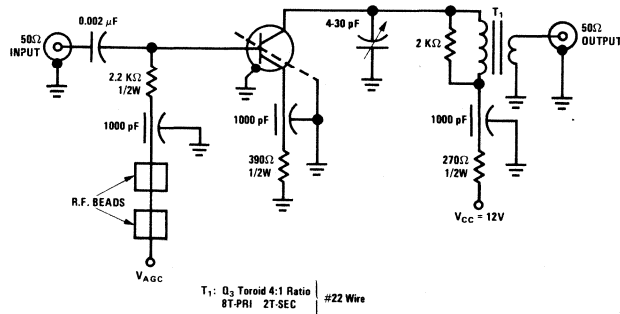 50Ω
INPUT
0.002 µF
2.2 KΩ
1/2W
1000 pF
R.F. BEADS
VAGC
1000 pF
390Ω
1/2W
4-30 pF
2 KΩ
T1
50Ω
OUTPUT
1000 pF
270Ω
1/2W
VCC = 12V
T1: Q3 Toroid 4:1 Ratio
8T-PRI 2T-SEC
#22 Wire